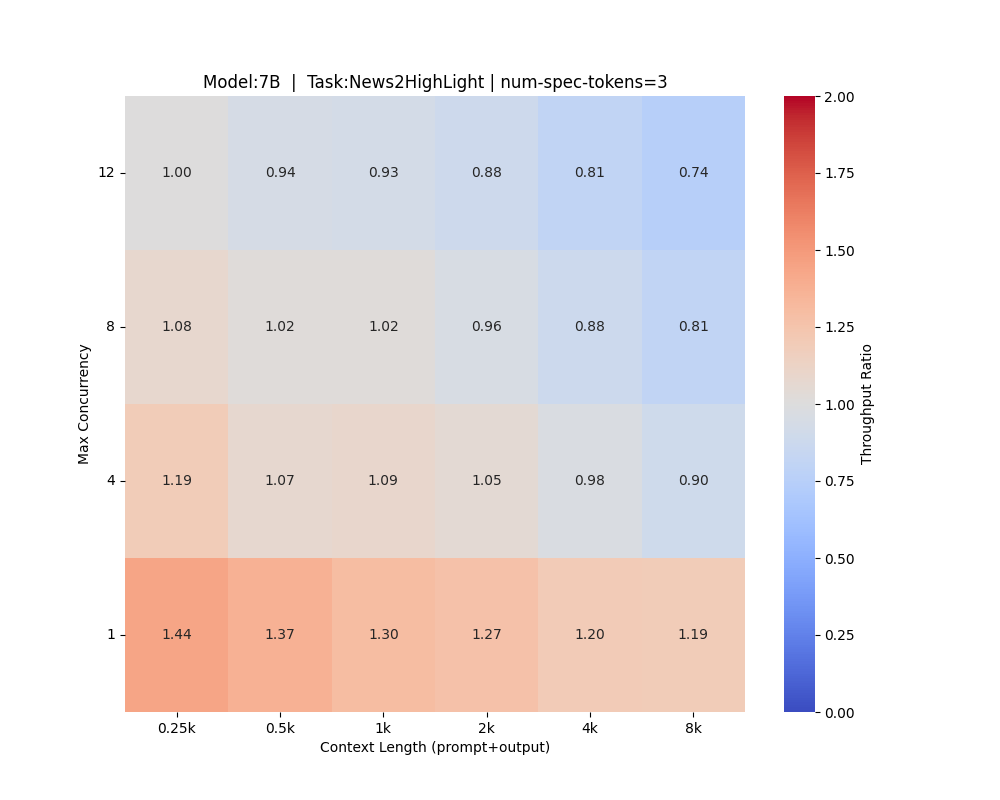 Model:7B | Task:News2HighLight | num-spec-tokens=3
Max Concurrency
12 1.00 0.94 0.93 0.88 0.81 0.74
8 1.08 1.02 1.02 0.96 0.88 0.81
4 1.19 1.07 1.09 1.05 0.98 0.90
1 1.44 1.37 1.30 1.27 1.20 1.19
0.25k 0.5k 1k 2k 4k 8k
Context Length (prompt+output)
2.00
1.75
1.50
1.25
1.00
0.75
0.50
0.25
0.00
Throughput Ratio